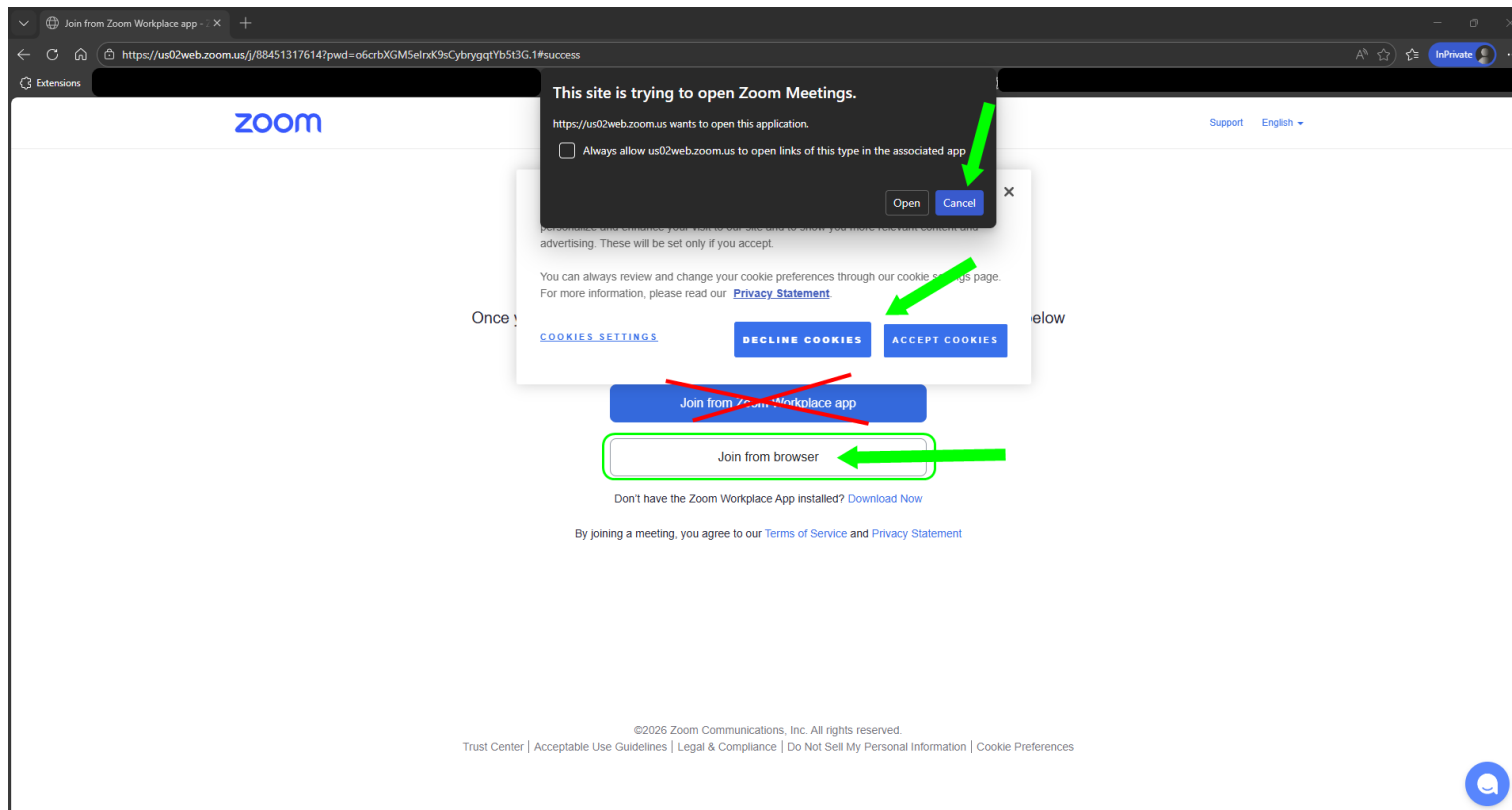 Join from Zoom Workplace app - Z
https://us02web.zoom.us/j/88451317614?pwd=o6crbXGM5eIrxK9sCybrygqtYb5t3G.1#success
InPrivate
Extensions
This site is trying to open Zoom Meetings.
https://us02web.zoom.us wants to open this application.
Always allow us02web.zoom.us to open links of this type in the associated app
Open
Cancel
zoom
Support
English
personalize and enhance your visit to our site and to show you more relevant content and
advertising. These will be set only if you accept.
You can always review and change your cookie preferences through our cookie settings page.
For more information, please read our Privacy Statement.
Once
elow
COOKIES SETTINGS
DECLINE COOKIES
ACCEPT COOKIES
Join from Zoom Workplace app
Join from browser
Don't have the Zoom Workplace App installed? Download Now
By joining a meeting, you agree to our Terms of Service and Privacy Statement
©2026 Zoom Communications, Inc. All rights reserved.
Trust Center | Acceptable Use Guidelines | Legal & Compliance | Do Not Sell My Personal Information | Cookie Preferences